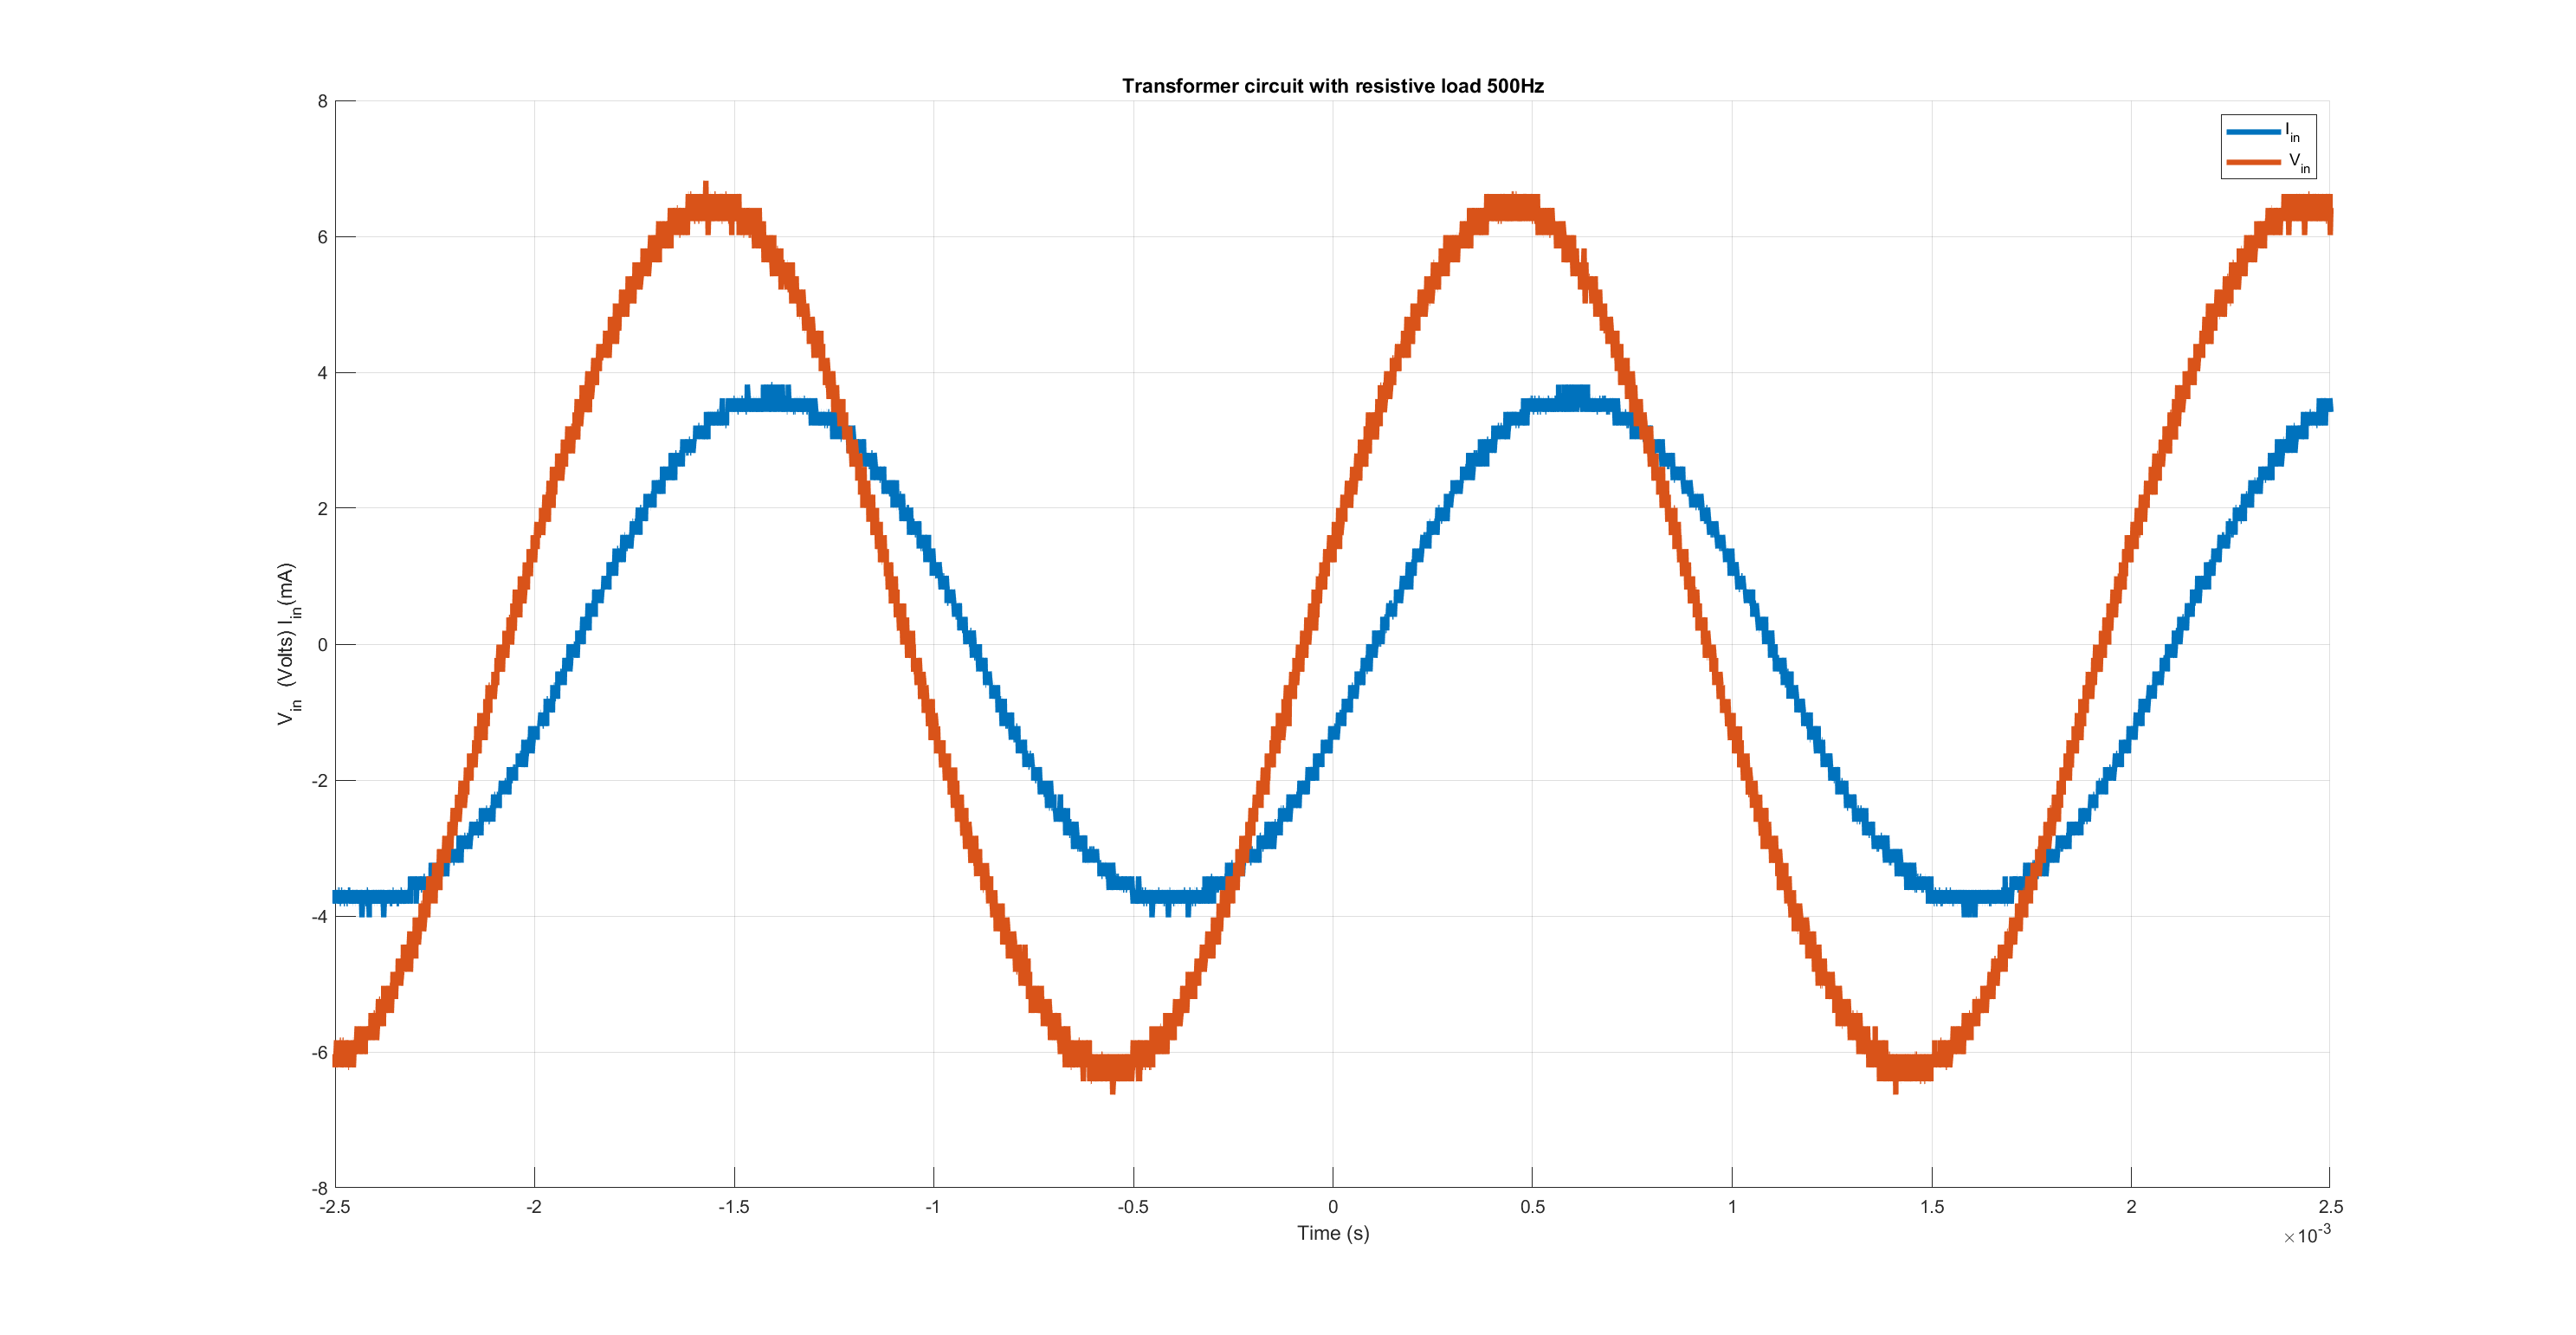 Transformer circuit with resistive load 500Hz
I_in
V_in
8
6
4
2
0
-2
-4
-6
-8
V_in (Volts) I_in(mA)
-2.5 -2 -1.5 -1 -0.5 0 0.5 1 1.5 2 2.5
Time (s)
×10^-3